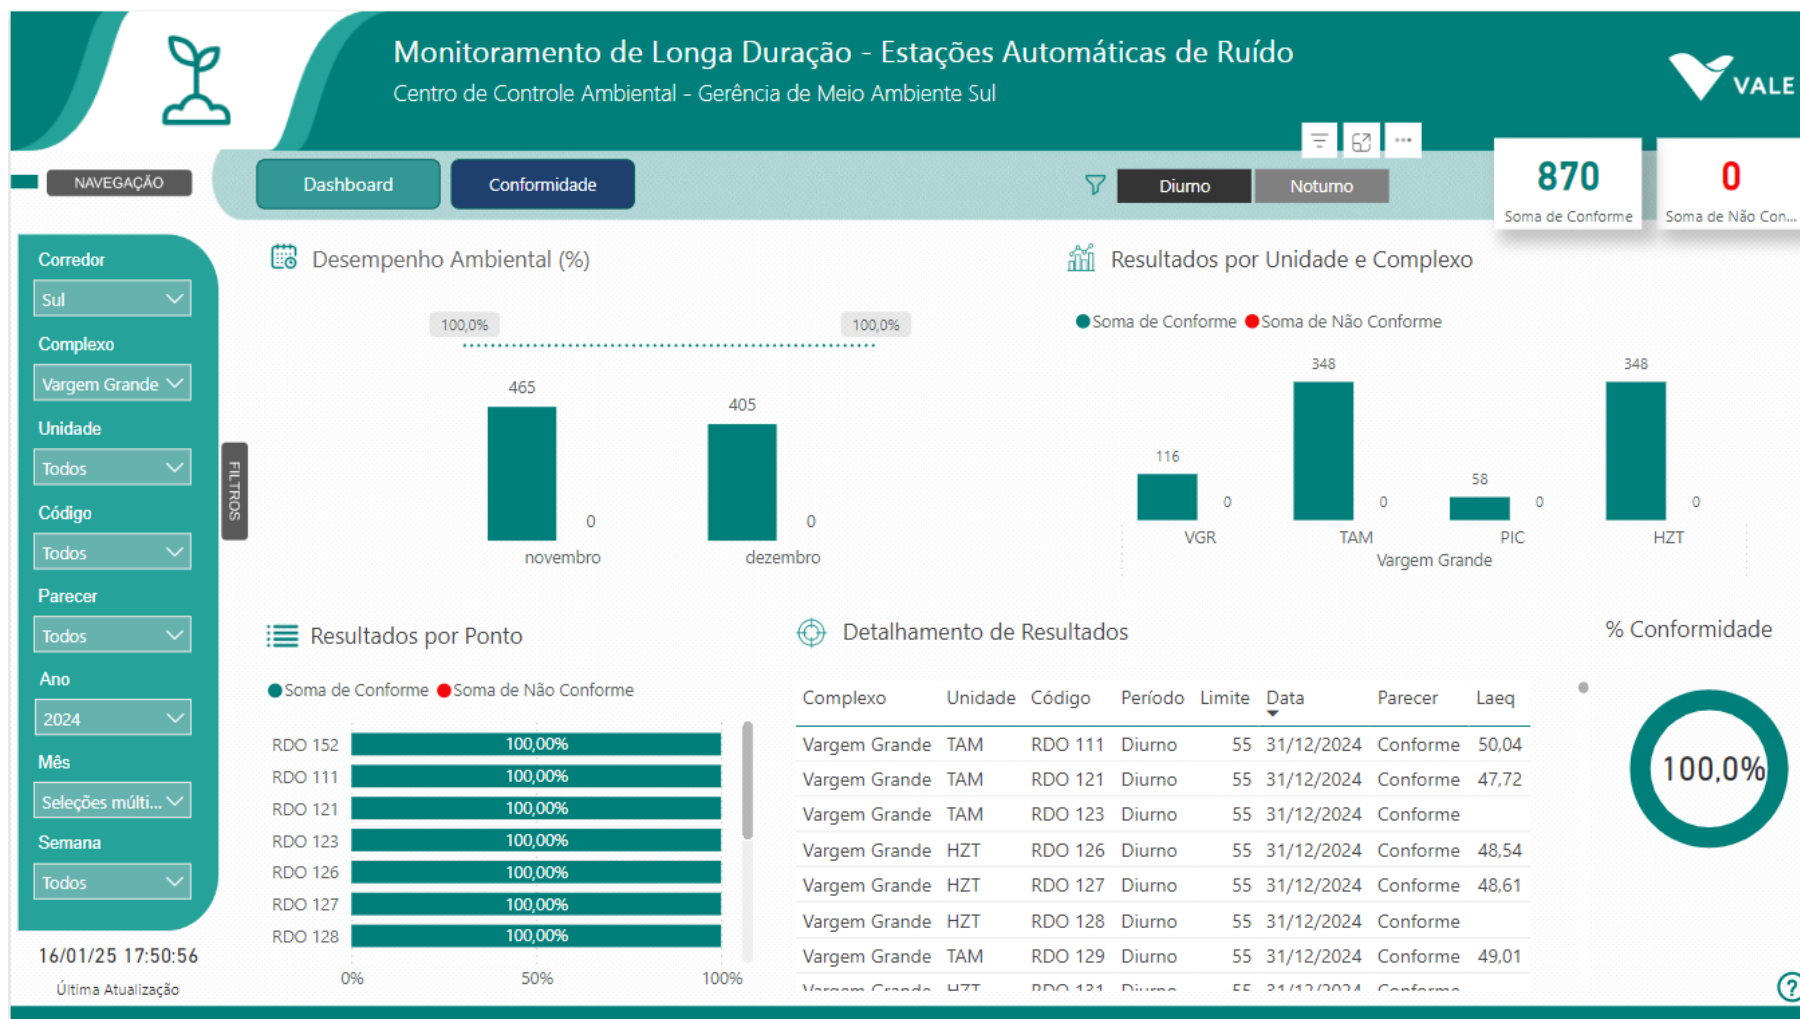 Monitoramento de Longa Duração - Estações Automáticas de Ruído
Centro de Controle Ambiental - Gerência de Meio Ambiente Sul
VALE
NAVEGAÇÃO
Dashboard
Conformidade
Diurno
Noturno
870
Soma de Conforme
0
Soma de Não Con...
Corredor
Sul
Complexo
Vargem Grande
Unidade
Todos
Código
Todos
Parecer
Todos
Ano
2024
Mês
Seleções múlti...
Semana
Todos
16/01/25 17:50:56
Última Atualização
FILTROS
Desempenho Ambiental (%)
100,0% 100,0%
465 0 405 0
novembro dezembro
Resultados por Unidade e Complexo
Soma de Conforme Soma de Não Conforme
116 0 348 0 58 0 348 0
VGR TAM PIC HZT
Vargem Grande
Resultados por Ponto
Soma de Conforme Soma de Não Conforme
RDO 152 100,00%
RDO 111 100,00%
RDO 121 100,00%
RDO 123 100,00%
RDO 126 100,00%
RDO 127 100,00%
RDO 128 100,00%
0% 50% 100%
Detalhamento de Resultados
Complexo Unidade Código Período Limite Data Parecer Laeq
Vargem Grande TAM RDO 111 Diurno 55 31/12/2024 Conforme 50,04
Vargem Grande TAM RDO 121 Diurno 55 31/12/2024 Conforme 47,72
Vargem Grande TAM RDO 123 Diurno 55 31/12/2024 Conforme
Vargem Grande HZT RDO 126 Diurno 55 31/12/2024 Conforme 48,54
Vargem Grande HZT RDO 127 Diurno 55 31/12/2024 Conforme 48,61
Vargem Grande HZT RDO 128 Diurno 55 31/12/2024 Conforme
Vargem Grande TAM RDO 129 Diurno 55 31/12/2024 Conforme 49,01
Vargem Grande HZT RDO 131 Diurno 55 31/12/2024 Conforme
% Conformidade
100,0%
?